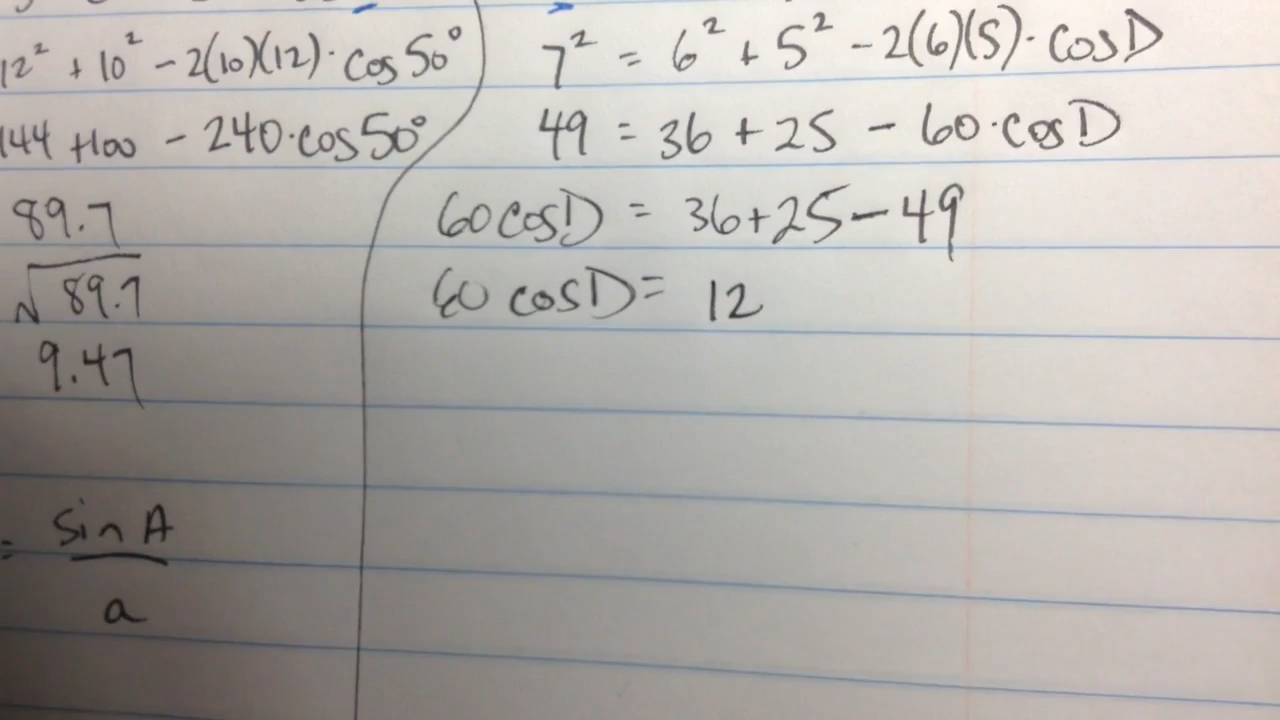 12² + 10² - 2(10)(12)·cos 50°
144 + 100 - 240·cos 50°
89.7
√89.7
9.47
= sin A
a
7² = 6² + 5² - 2(6)(5)·cos D
49 = 36 + 25 - 60·cos D
60 cos D = 36 + 25 - 49
60 cos D = 12